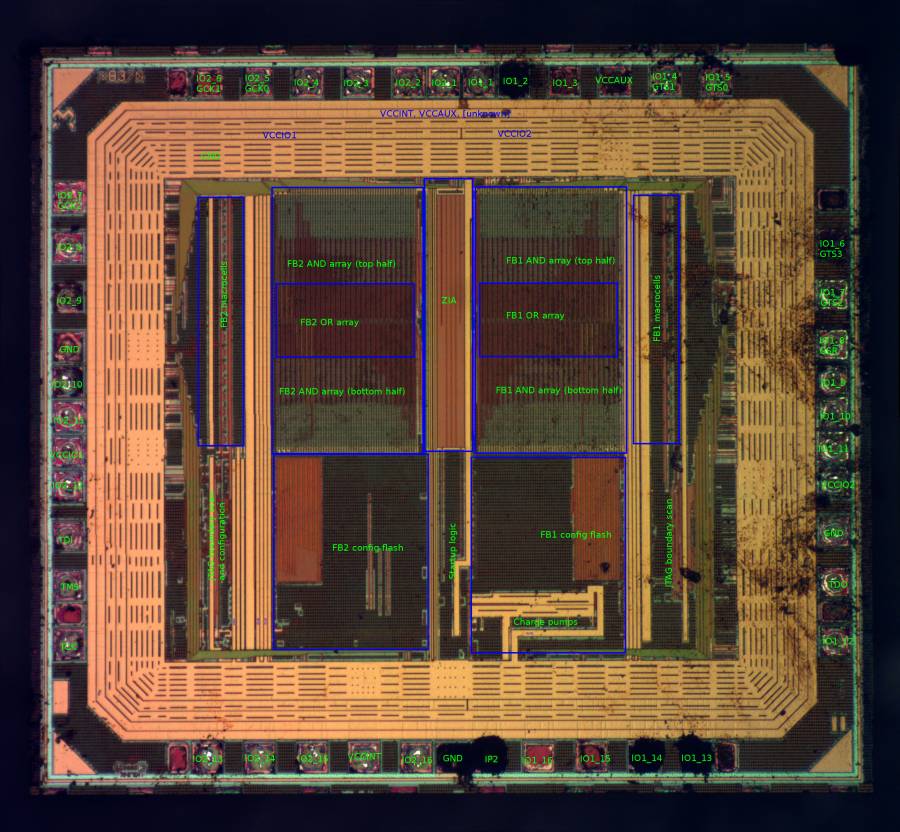 IO2_6
GCK1
IO2_5
GCK0
IO2_4
IO2_3
IO2_2
IO2_1
IO1_1
IO1_2
IO1_3
VCCAUX
IO1_4
GTS1
IO1_5
GTS0
VCCINT, VCCAUX, [unknown]
VCCIO1
VCCIO2
GND
IO2_7
GCK2
IO2_8
IO2_9
GND
IO2_10
VCCIO1
TDI
TMS
IO1_6
GTS3
IO1_7
GTS2
IO1_8
GSR
IO1_9
IO1_10
IO1_11
VCCIO2
GND
TDO
IO1_12
FB2 macrocells
FB2 AND array (top half)
FB2 OR array
FB2 AND array (bottom half)
ZIA
FB1 AND array (top half)
FB1 OR array
FB1 AND array (bottom half)
FB1 macrocells
and configuration
FB2 config flash
Startup logic
FB1 config flash
Charge pumps
JTAG boundary scan
IO2_13
IO2_14
IO2_15
VCCINT
IO2_16
GND
IP2
IO1_16
IO1_15
IO1_14
IO1_13